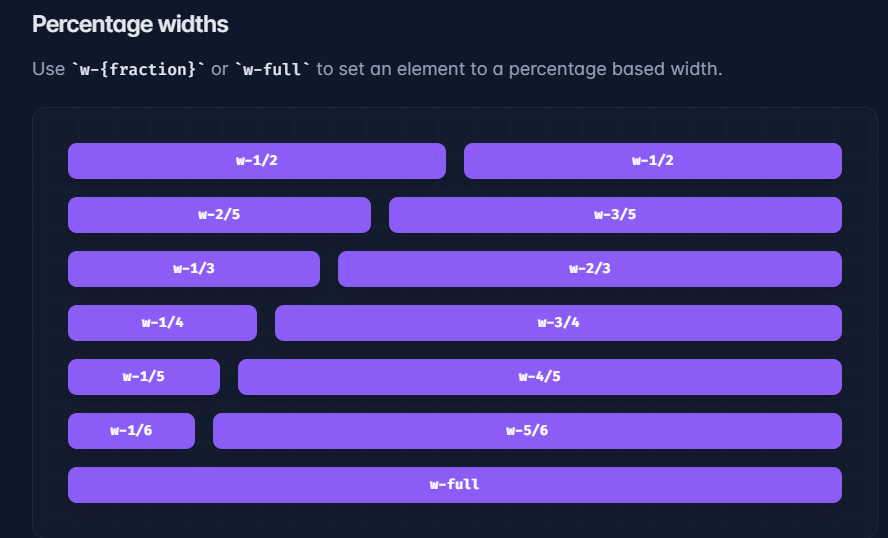 Percentage widths
Use `w-{fraction}` or `w-full` to set an element to a percentage based width.
w-1/2 w-1/2
w-2/5 w-3/5
w-1/3 w-2/3
w-1/4 w-3/4
w-1/5 w-4/5
w-1/6 w-5/6
w-full